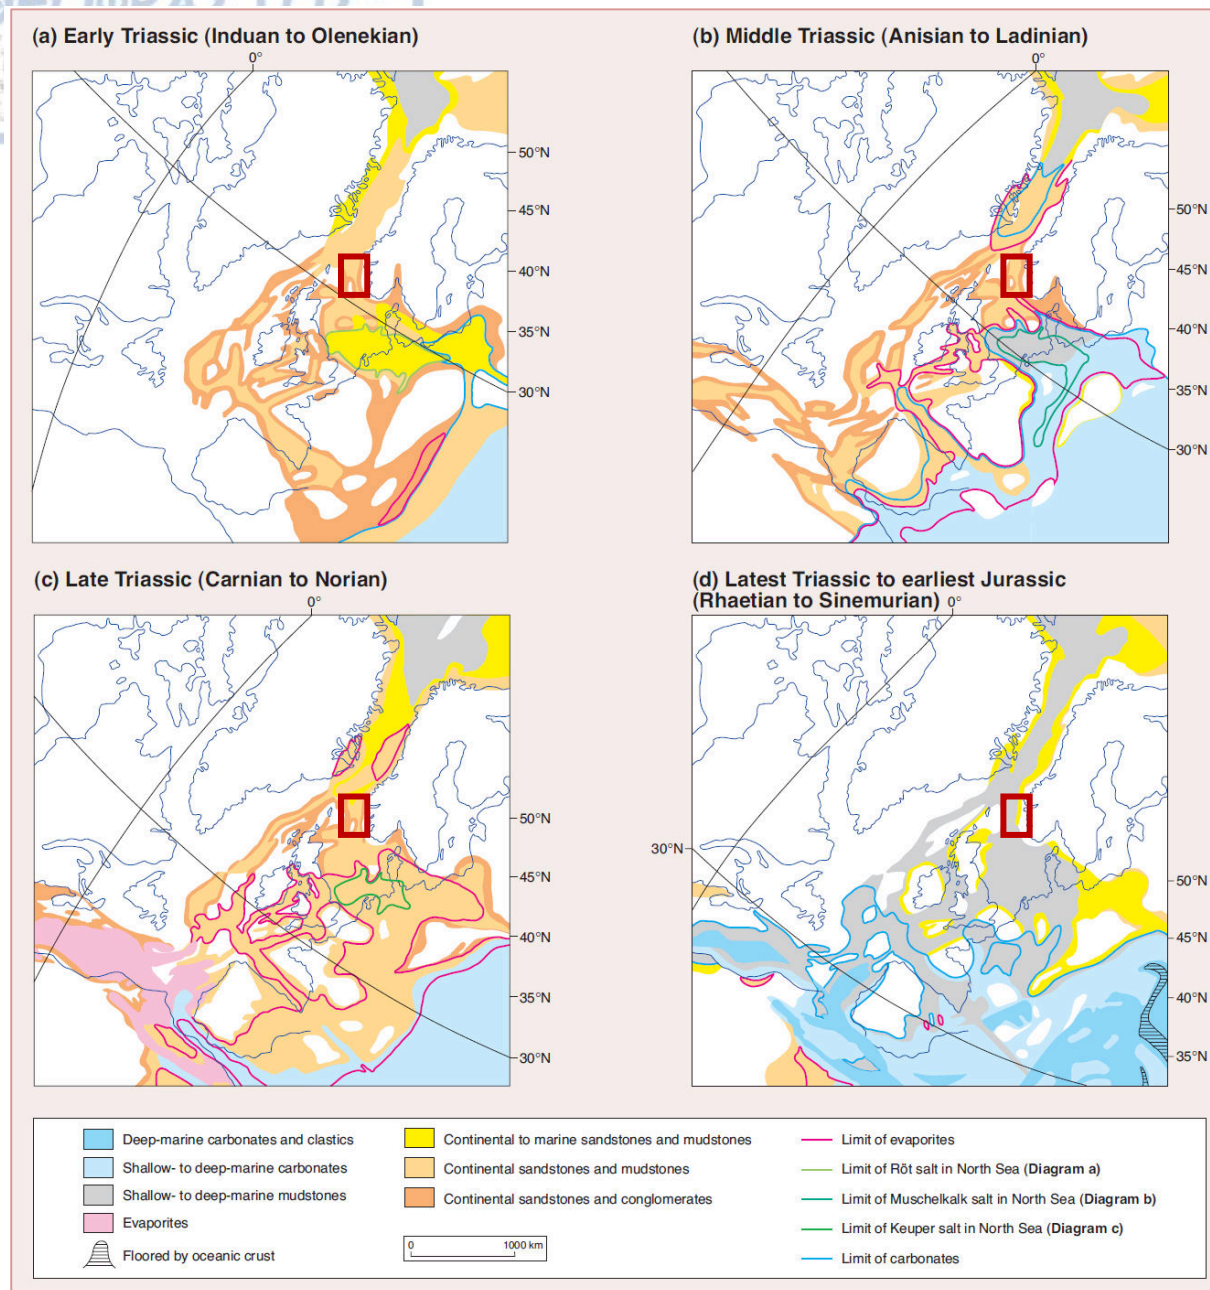 (a) Early Triassic (Induan to Olenekian)
0°
50°N
45°N
40°N
35°N
30°N
(b) Middle Triassic (Anisian to Ladinian)
0°
50°N
45°N
40°N
35°N
30°N
(c) Late Triassic (Carnian to Norian)
0°
50°N
45°N
40°N
35°N
30°N
(d) Latest Triassic to earliest Jurassic
(Rhaetian to Sinemurian)
0°
30°N
50°N
45°N
40°N
35°N
Deep-marine carbonates and clastics
Shallow- to deep-marine carbonates
Shallow- to deep-marine mudstones
Evaporites
Floored by oceanic crust
Continental to marine sandstones and mudstones
Continental sandstones and mudstones
Continental sandstones and conglomerates
0 1000 km
Limit of evaporites
Limit of Röt salt in North Sea (Diagram a)
Limit of Muschelkalk salt in North Sea (Diagram b)
Limit of Keuper salt in North Sea (Diagram c)
Limit of carbonates